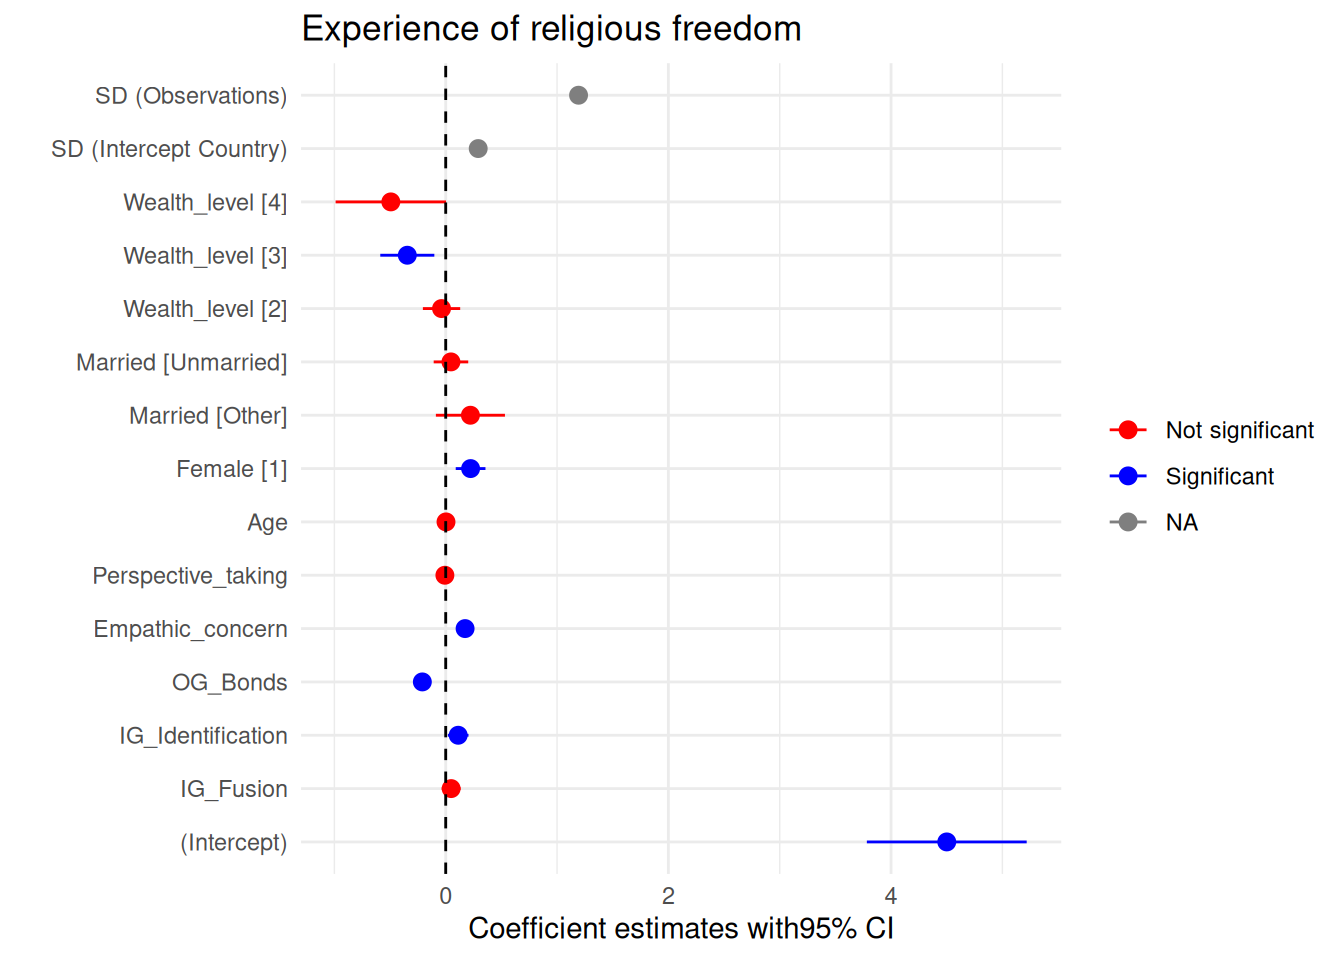 Experience of religious freedom
SD (Observations)
SD (Intercept Country)
Wealth_level [4]
Wealth_level [3]
Wealth_level [2]
Married [Unmarried]
Married [Other]
Female [1]
Age
Perspective_taking
Empathic_concern
OG_Bonds
IG_Identification
IG_Fusion
(Intercept)
0 2 4
Coefficient estimates with95% CI
Not significant
Significant
NA